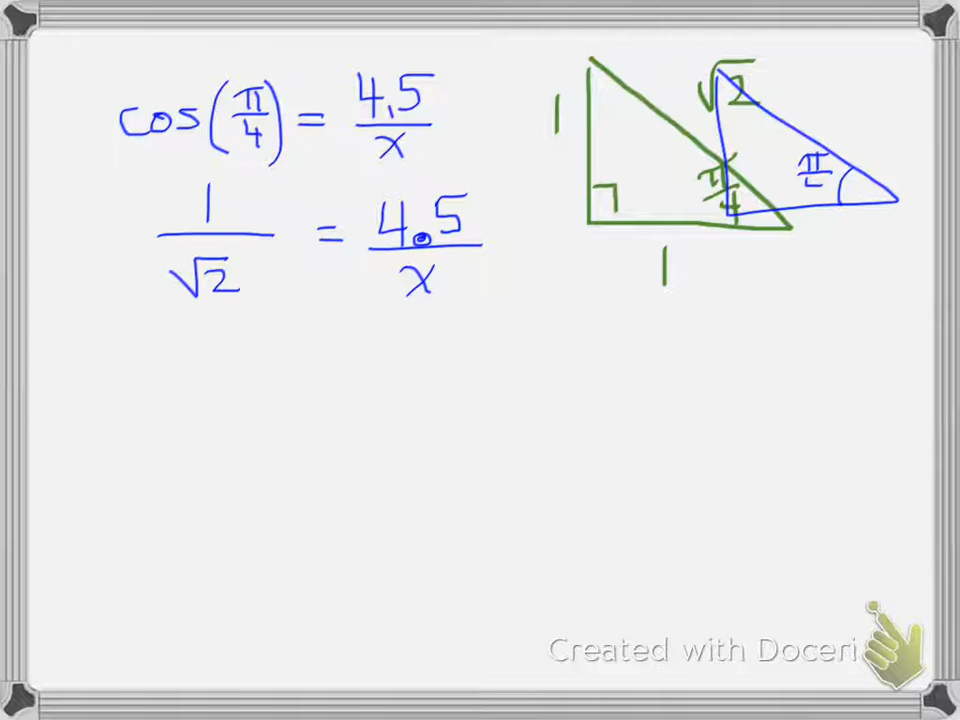 cos(π/4) = 4.5/x
1/√2 = 4.5/x
1
√2
π/4
π
1
Created with Doceri